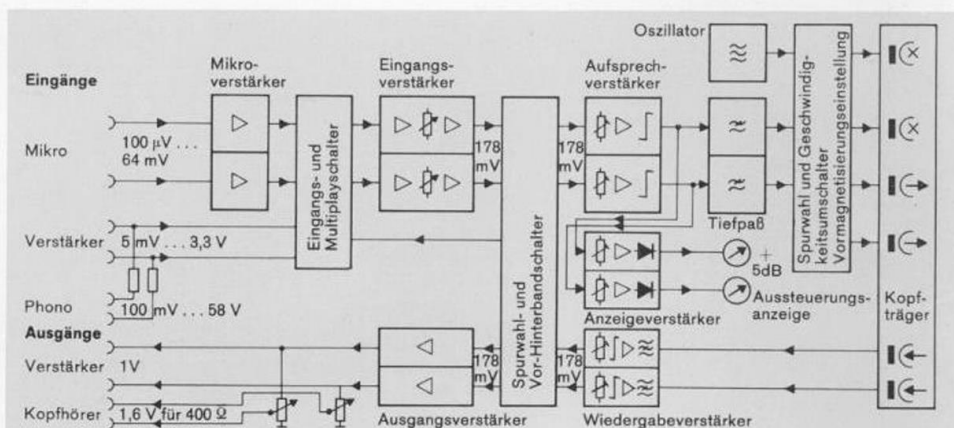 Oszillator
Eingänge
Mikro-
verstärker
Eingangs-
verstärker
Aufsprech-
verstärker
Mikro
100 µV ...
64 mV
Eingangs- und
Multiplayschalter
178
mV
Spurwahl- und
Vor-Hinterbandschalter
178
mV
Tiefpaß
Spurwahl und Geschwindig-
keitsumschalter
Vormagnetisierungseinstellung
Verstärker
5 mV ... 3,3 V
+
5dB
Phono
100 mV ... 58 V
Anzeigeverstärker
Aussteuerungs-
anzeige
Kopf-
träger
Ausgänge
Verstärker
1V
178
mV
178
mV
Kopfhörer
1,6 V für 400 Ω
Ausgangsverstärker
Wiedergabeverstärker